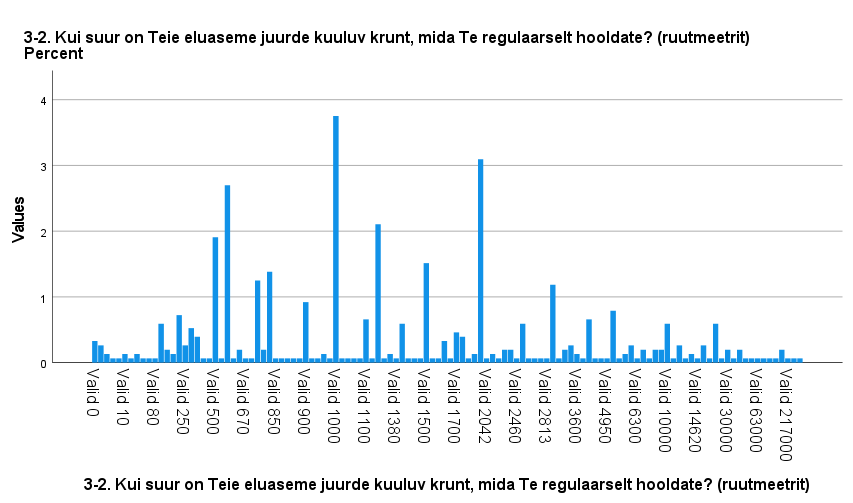 3-2. Kui suur on Teie eluaseme juurde kuuluv krunt, mida Te regulaarselt hooldate? (ruutmeetrit)
Percent
4
3
2
1
0
Values
Valid 0
Valid 10
Valid 80
Valid 250
Valid 500
Valid 670
Valid 850
Valid 900
Valid 1000
Valid 1100
Valid 1380
Valid 1500
Valid 1700
Valid 2042
Valid 2460
Valid 2813
Valid 3600
Valid 4950
Valid 6300
Valid 10000
Valid 14620
Valid 30000
Valid 63000
Valid 217000
3-2. Kui suur on Teie eluaseme juurde kuuluv krunt, mida Te regulaarselt hooldate? (ruutmeetrit)